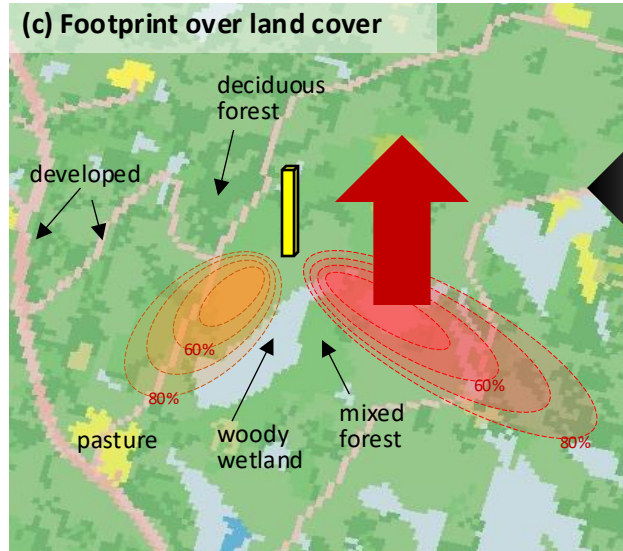 (c) Footprint over land cover
deciduous
forest
developed
60%
80%
60%
80%
pasture
woody
wetland
mixed
forest